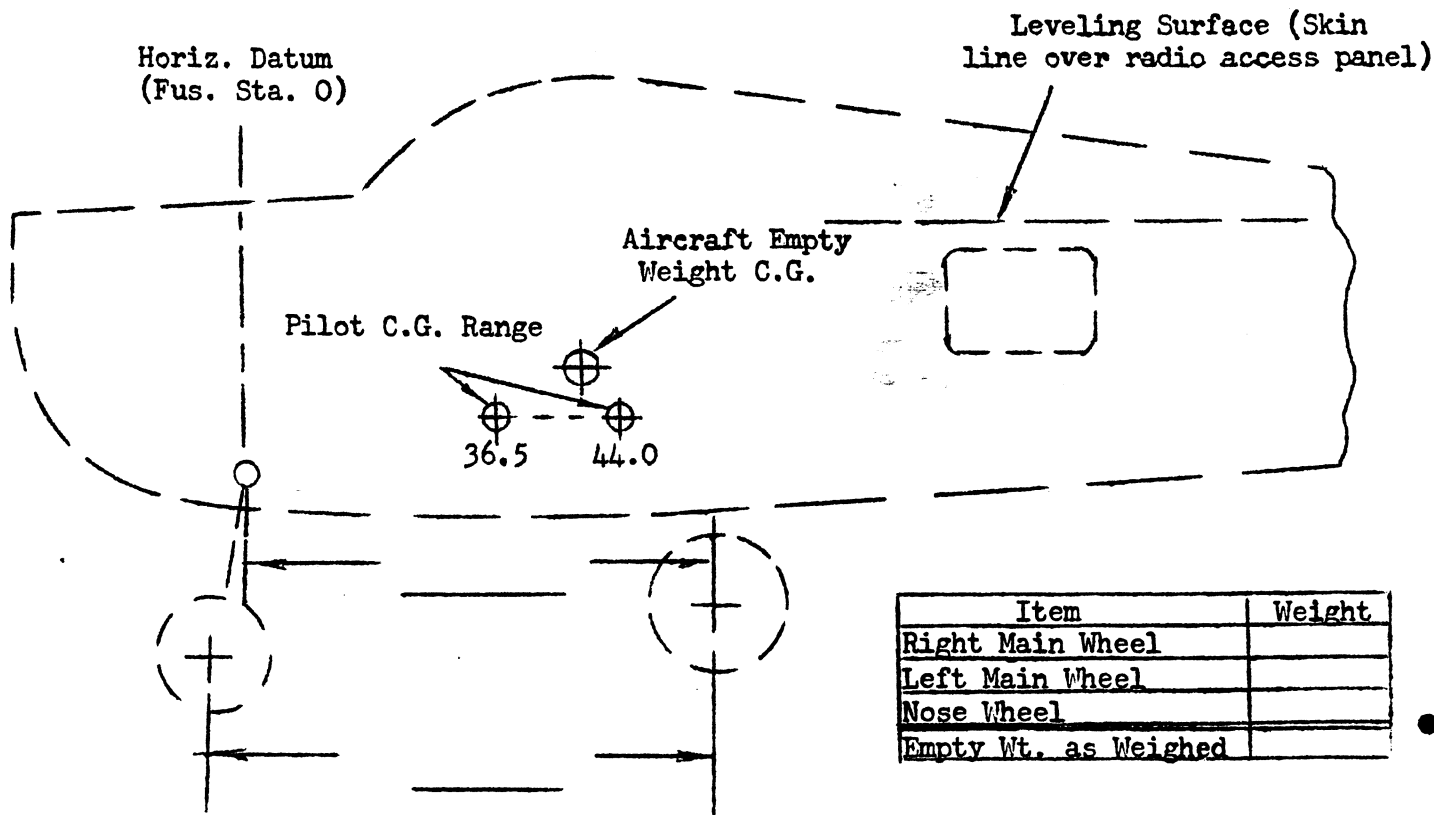 Leveling Surface (Skin
line over radio access panel)
Horiz. Datum
(Fus. Sta. 0)
Aircraft Empty
Weight C.G.
Pilot C.G. Range
36.5
44.0
Item Weight
Right Main Wheel
Left Main Wheel
Nose Wheel
Empty Wt. as Weighed